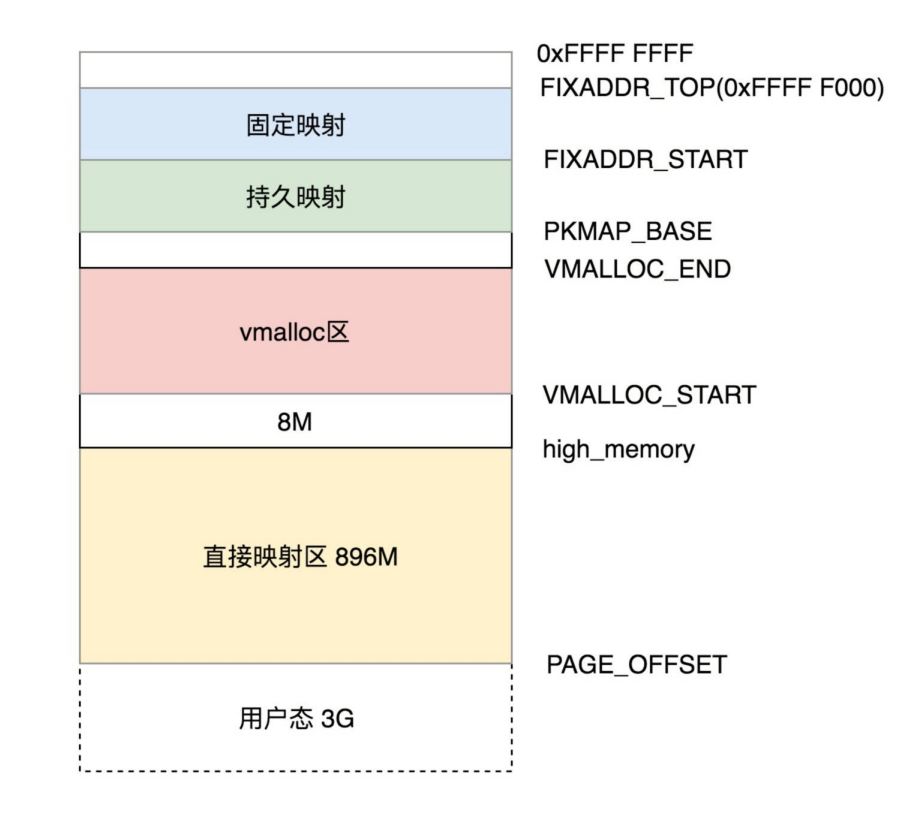 0xFFFF FFFF
FIXADDR_TOP(0xFFFF F000)
固定映射
FIXADDR_START
持久映射
PKMAP_BASE
VMALLOC_END
vmalloc区
VMALLOC_START
8M
high_memory
直接映射区 896M
PAGE_OFFSET
用户态 3G